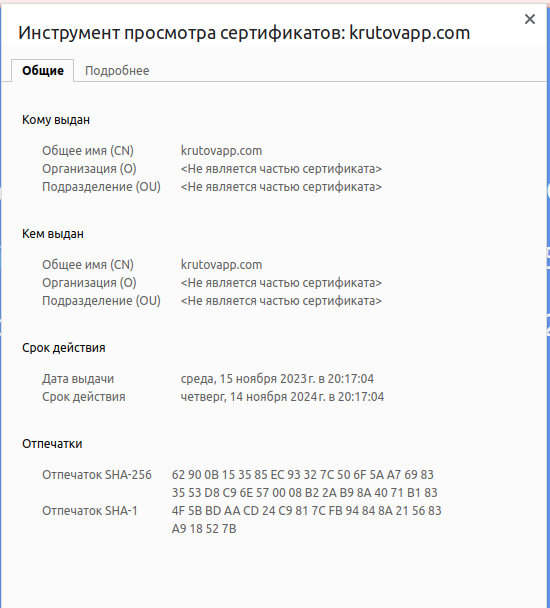 Инструмент просмотра сертификатов: krutovapp.com
Общие Подробнее
Кому выдан
Общее имя (CN) krutovapp.com
Организация (O) <Не является частью сертификата>
Подразделение (OU) <Не является частью сертификата>
Кем выдан
Общее имя (CN) krutovapp.com
Организация (O) <Не является частью сертификата>
Подразделение (OU) <Не является частью сертификата>
Срок действия
Дата выдачи среда, 15 ноября 2023 г. в 20:17:04
Срок действия четверг, 14 ноября 2024 г. в 20:17:04
Отпечатки
Отпечаток SHA-256 62 90 0B 15 35 85 EC 93 32 7C 50 6F 5A A7 69 83
35 53 D8 C9 6E 57 00 08 B2 2A B9 8A 40 71 B1 83
Отпечаток SHA-1 4F 5B BD AA CD 24 C9 81 7C FB 94 84 8A 21 56 83
A9 18 52 7B